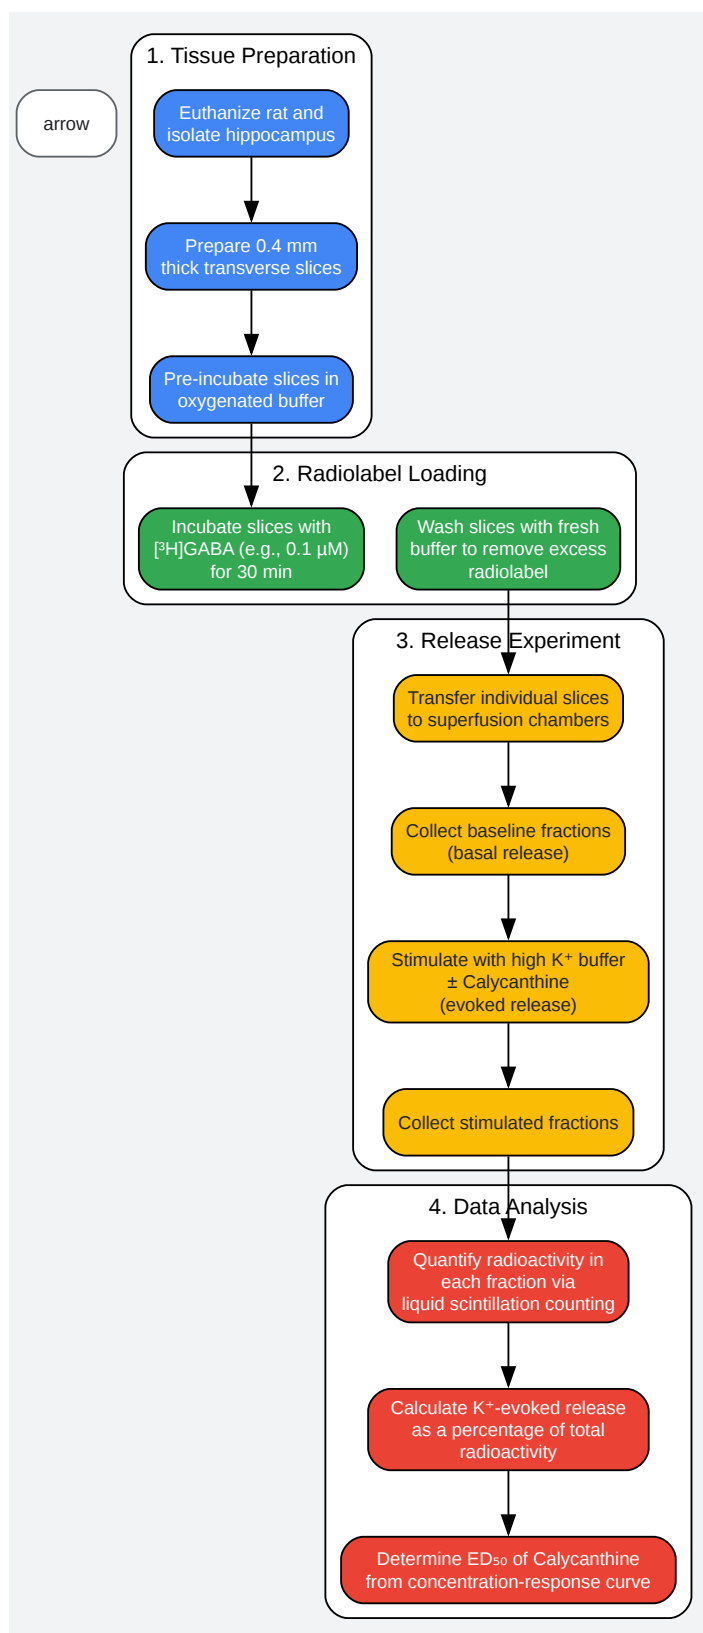 1. Tissue Preparation
arrow
Euthanize rat and
isolate hippocampus
Prepare 0.4 mm
thick transverse slices
Pre-incubate slices in
oxygenated buffer
2. Radiolabel Loading
Incubate slices with
[³H]GABA (e.g., 0.1 µM)
for 30 min
Wash slices with fresh
buffer to remove excess
radiolabel
3. Release Experiment
Transfer individual slices
to superfusion chambers
Collect baseline fractions
(basal release)
Stimulate with high K⁺ buffer
± Calycanthine
(evoked release)
Collect stimulated fractions
4. Data Analysis
Quantify radioactivity in
each fraction via
liquid scintillation counting
Calculate K⁺-evoked release
as a percentage of total
radioactivity
Determine ED₅₀ of Calycanthine
from concentration-response curve